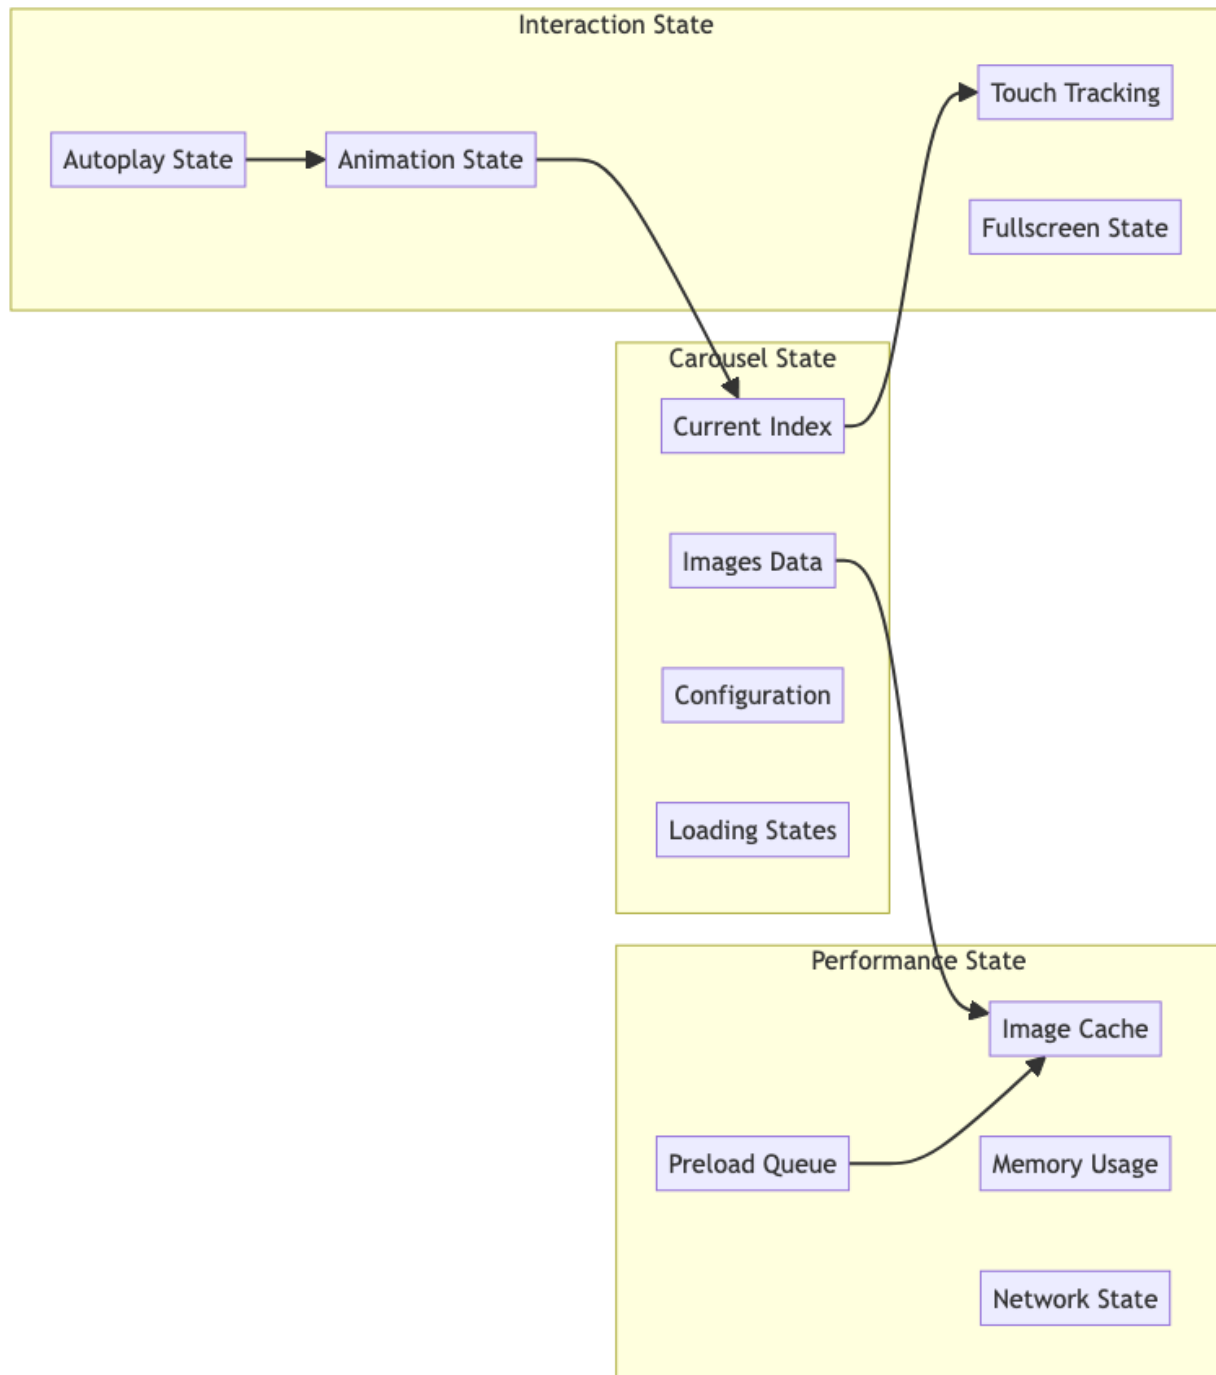 Interaction State
Touch Tracking
Autoplay State
Animation State
Fullscreen State
Carousel State
Current Index
Images Data
Configuration
Loading States
Performance State
Image Cache
Preload Queue
Memory Usage
Network State